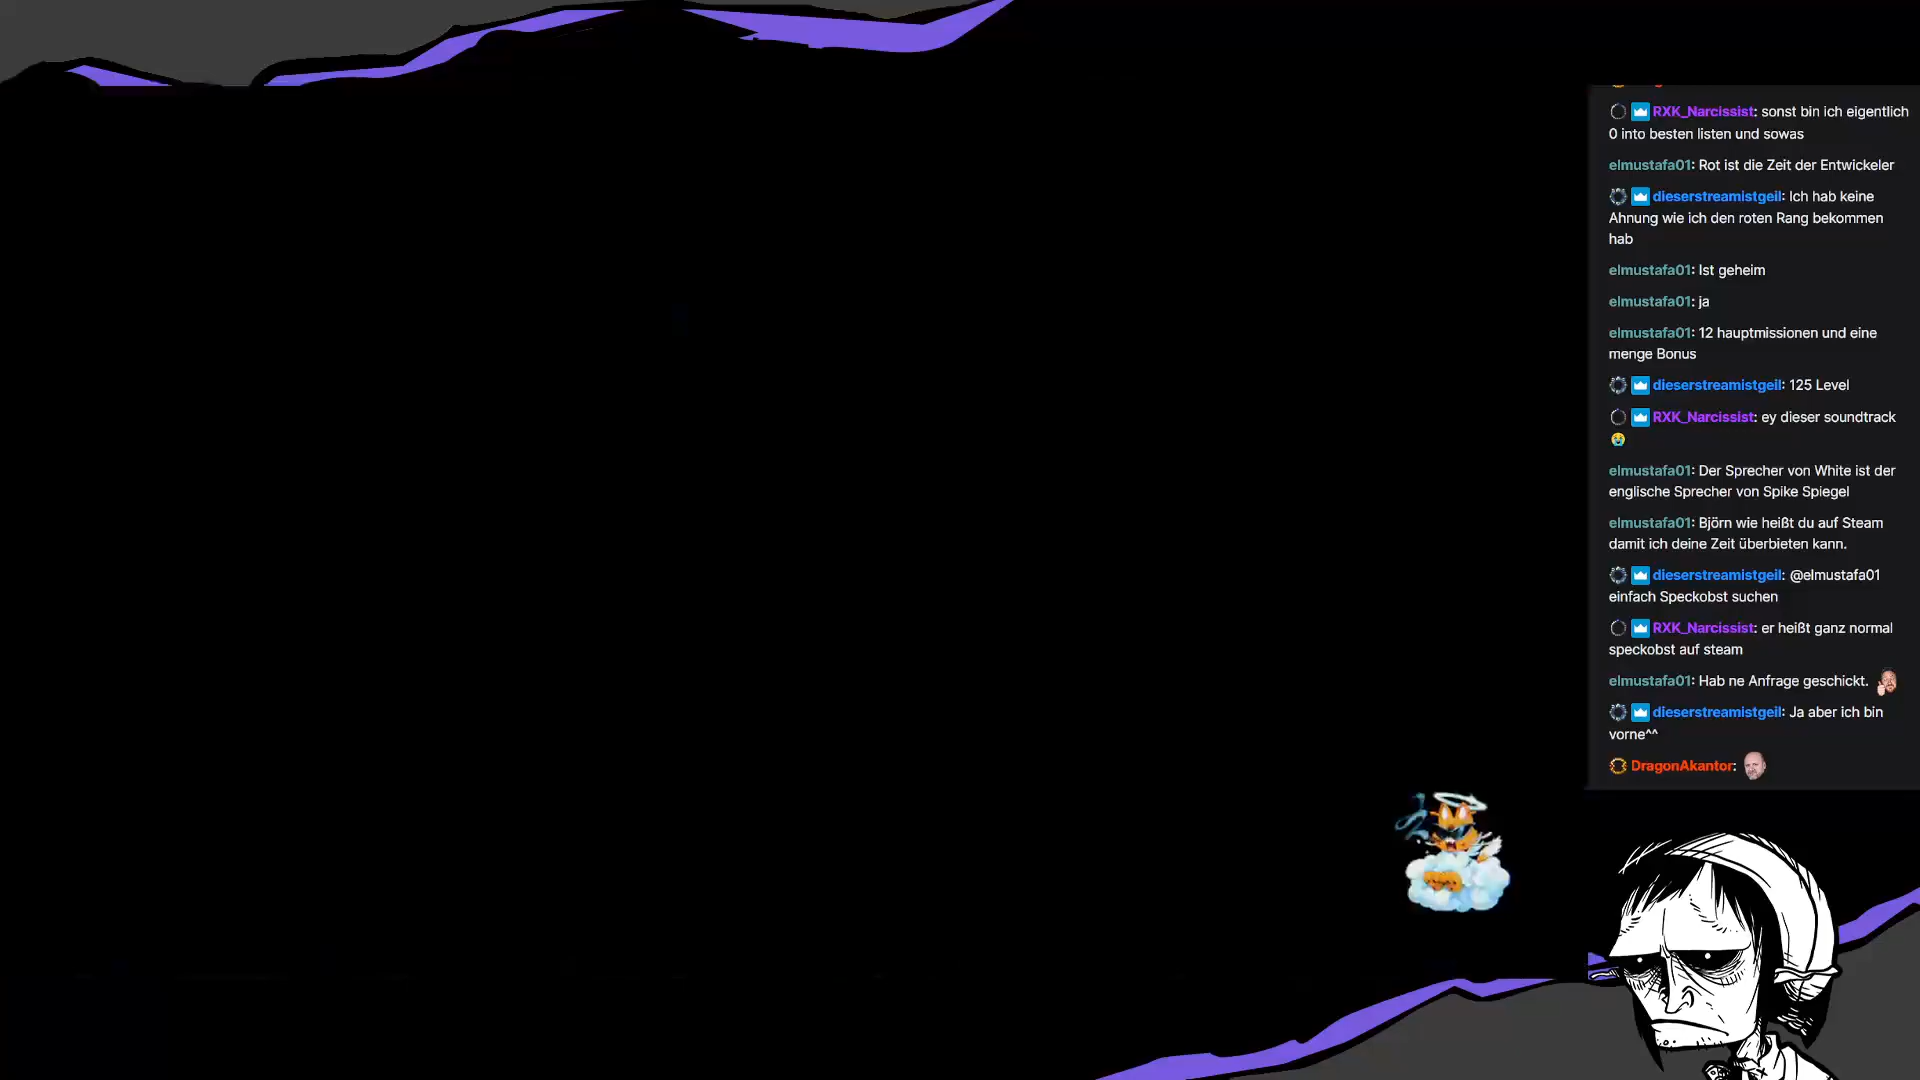 RXK_Narcissist: sonst bin ich eigentlich
0 into besten listen und sowas
elmustafa01: Rot ist die Zeit der Entwickeler
dieserstreamistgeil: Ich hab keine
Ahnung wie ich den roten Rang bekommen
hab
elmustafa01: Ist geheim
elmustafa01: ja
elmustafa01: 12 hauptmissionen und eine
menge Bonus
dieserstreamistgeil: 125 Level
RXK_Narcissist: ey dieser soundtrack
😭
elmustafa01: Der Sprecher von White ist der
englische Sprecher von Spike Spiegel
elmustafa01: Björn wie heißt du auf Steam
damit ich deine Zeit überbieten kann.
dieserstreamistgeil: @elmustafa01
einfach Speckobst suchen
RXK_Narcissist: er heißt ganz normal
speckobst auf steam
elmustafa01: Hab ne Anfrage geschickt.
dieserstreamistgeil: Ja aber ich bin
vorne^^
DragonAkantor: